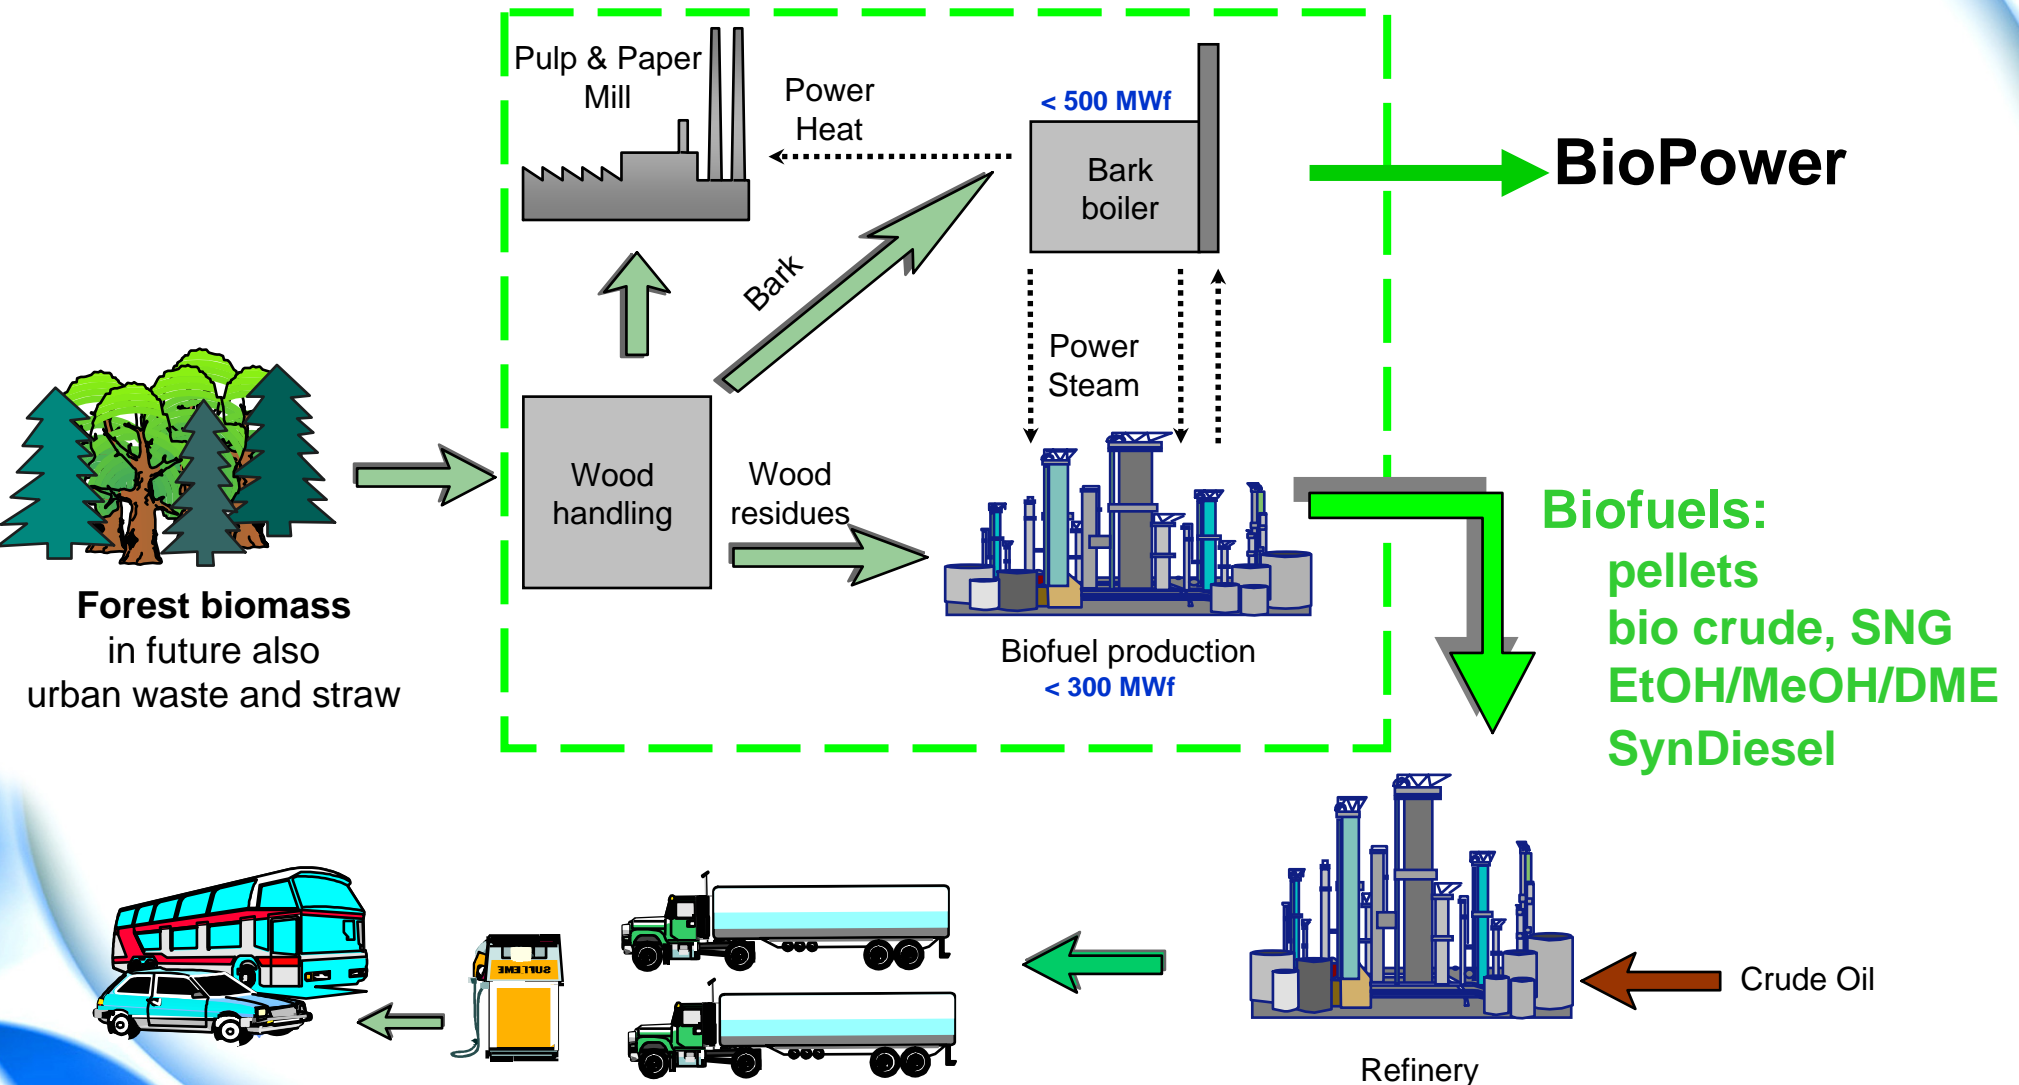 Pulp & Paper
Mill
Power
Heat
< 500 MWf
Bark
boiler
BioPower
Bark
Power
Steam
Wood
handling
Wood
residues
Forest biomass
in future also
urban waste and straw
Biofuel production
< 300 MWf
Biofuels:
pellets
bio crude, SNG
EtOH/MeOH/DME
SynDiesel
Crude Oil
Refinery